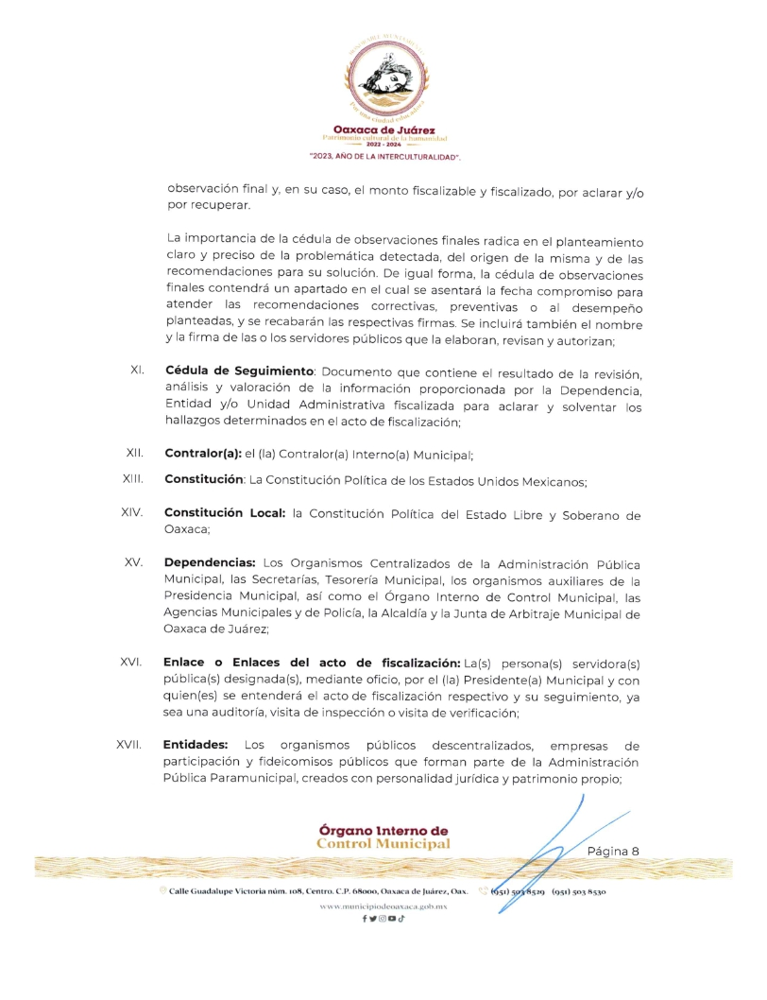 HONORABLE AYUNTAMIENTO
Por una ciudad educadora
Oaxaca de Juárez
Patrimonio cultural de la humanidad
2022 - 2024
"2023, AÑO DE LA INTERCULTURALIDAD".
observación final y, en su caso, el monto fiscalizable y fiscalizado, por aclarar y/o
por recuperar.
La importancia de la cédula de observaciones finales radica en el planteamiento
claro y preciso de la problemática detectada, del origen de la misma y de las
recomendaciones para su solución. De igual forma, la cédula de observaciones
finales contendrá un apartado en el cual se asentará la fecha compromiso para
atender las recomendaciones correctivas, preventivas o al desempeño
planteadas, y se recabarán las respectivas firmas. Se incluirá también el nombre
y la firma de las o los servidores públicos que la elaboran, revisan y autorizan;
XI. Cédula de Seguimiento: Documento que contiene el resultado de la revisión,
análisis y valoración de la información proporcionada por la Dependencia,
Entidad y/o Unidad Administrativa fiscalizada para aclarar y solventar los
hallazgos determinados en el acto de fiscalización;
XII. Contralor(a): el (la) Contralor(a) Interno(a) Municipal;
XIII. Constitución: La Constitución Política de los Estados Unidos Mexicanos;
XIV. Constitución Local: la Constitución Política del Estado Libre y Soberano de
Oaxaca;
XV. Dependencias: Los Organismos Centralizados de la Administración Pública
Municipal, las Secretarías, Tesorería Municipal, los organismos auxiliares de la
Presidencia Municipal, así como el Órgano Interno de Control Municipal, las
Agencias Municipales y de Policía, la Alcaldía y la Junta de Arbitraje Municipal de
Oaxaca de Juárez;
XVI. Enlace o Enlaces del acto de fiscalización: La(s) persona(s) servidora(s)
pública(s) designada(s), mediante oficio, por el (la) Presidente(a) Municipal y con
quien(es) se entenderá el acto de fiscalización respectivo y su seguimiento, ya
sea una auditoría, visita de inspección o visita de verificación;
XVII. Entidades: Los organismos públicos descentralizados, empresas de
participación y fideicomisos públicos que forman parte de la Administración
Pública Paramunicipal, creados con personalidad jurídica y patrimonio propio;
Órgano Interno de
Control Municipal
Página 8
Calle Guadalupe Victoria núm. 108, Centro. C.P. 68000, Oaxaca de Juárez, Oax. (951) 503 8529 (951) 503 8530
www.municipiodeoaxaca.gob.mx